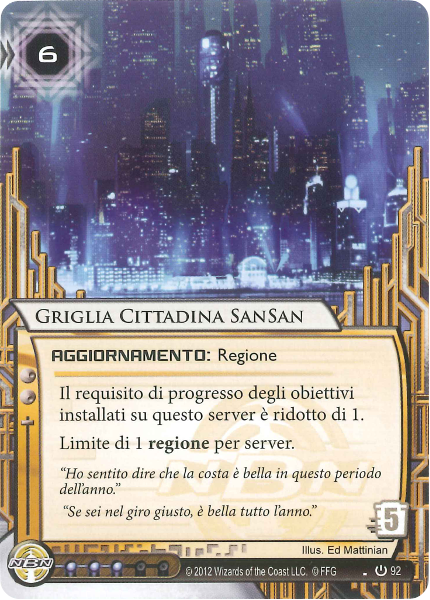 6
GRIGLIA CITTADINA SANSAN
AGGIORNAMENTO: Regione
Il requisito di progresso degli obiettivi
installati su questo server è ridotto di 1.
Limite di 1 regione per server.
“Ho sentito dire che la costa è bella in questo periodo
dell’anno.”
“Se sei nel giro giusto, è bella tutto l’anno.”
5
Illus. Ed Mattinian
NBN
© 2012 Wizards of the Coast LLC. © FFG
92